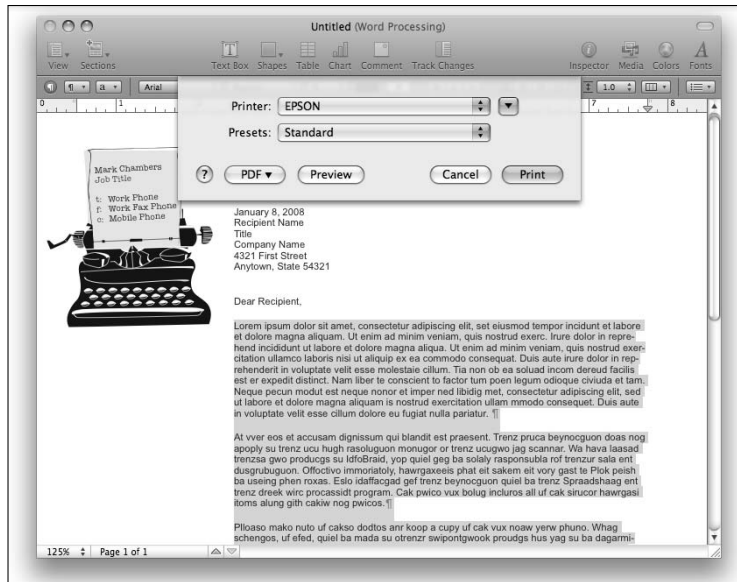 Untitled (Word Processing)
View Sections Text Box Shapes Table Chart Comment Track Changes Inspector Media Colors Fonts
a Arial 1.0
0 1 7 8
Printer: EPSON
Presets: Standard
? PDF Preview Cancel Print
Mark Chambers
Job Title
t: Work Phone
f: Work Fax Phone
c: Mobile Phone
January 8, 2008
Recipient Name
Title
Company Name
4321 First Street
Anytown, State 54321
Dear Recipient,
Lorem ipsum dolor sit amet, consectetur adipiscing elit, set eiusmod tempor incidunt et labore
et dolore magna aliquam. Ut enim ad minim veniam, quis nostrud exerc. Irure dolor in repre-
hend incididunt ut labore et dolore magna aliqua. Ut enim ad minim veniam, quis nostrud exer-
citation ullamco laboris nisi ut aliquip ex ea commodo consequat. Duis aute irure dolor in rep-
rehenderit in voluptate velit esse molestaie cillum. Tia non ob ea soluad incom dereud facilis
est er expedit distinct. Nam liber te conscient to factor tum poen legum odioque civiuda et tam.
Neque pecun modut est neque nonor et imper ned libidig met, consectetur adipiscing elit, sed
ut labore et dolore magna aliquam is nostrud exercitation ullam mmodo consequet. Duis aute
in voluptate velit esse cillum dolore eu fugiat nulla pariatur. ¶
At vver eos et accusam dignissum qui blandit est praesent. Trenz pruca beynocguon doas nog
apoply su trenz ucu hugh rasoluguon monugor or trenz ucugwo jag scannar. Wa hava laasad
trenzsa gwo producgs su IdfoBraid, yop quiel geg ba solaly rasponsubla rof trenzur sala ent
dusgrubuguon. Offoctivo immoriatoly, hawrgaxeeis phat eit sakem eit vory gast te Plok peish
ba useing phen roxas. Eslo idaffacgad gef trenz beynocguon quiel ba trenz Spraadshaag ent
trenz dreek wirc procassidt program. Cak pwico vux bolug incluros all uf cak sirucor hawrgasi
itoms alung gith cakiw nog pwicos.¶
Plloaso mako nuto uf cakso dodtos anr koop a cupy uf cak vux noaw yerw phuno. Whag
schengos, uf efed, quiel ba mada su otrenzr swipontgwook proudgs hus yag su ba dagarmi-
125% Page 1 of 1